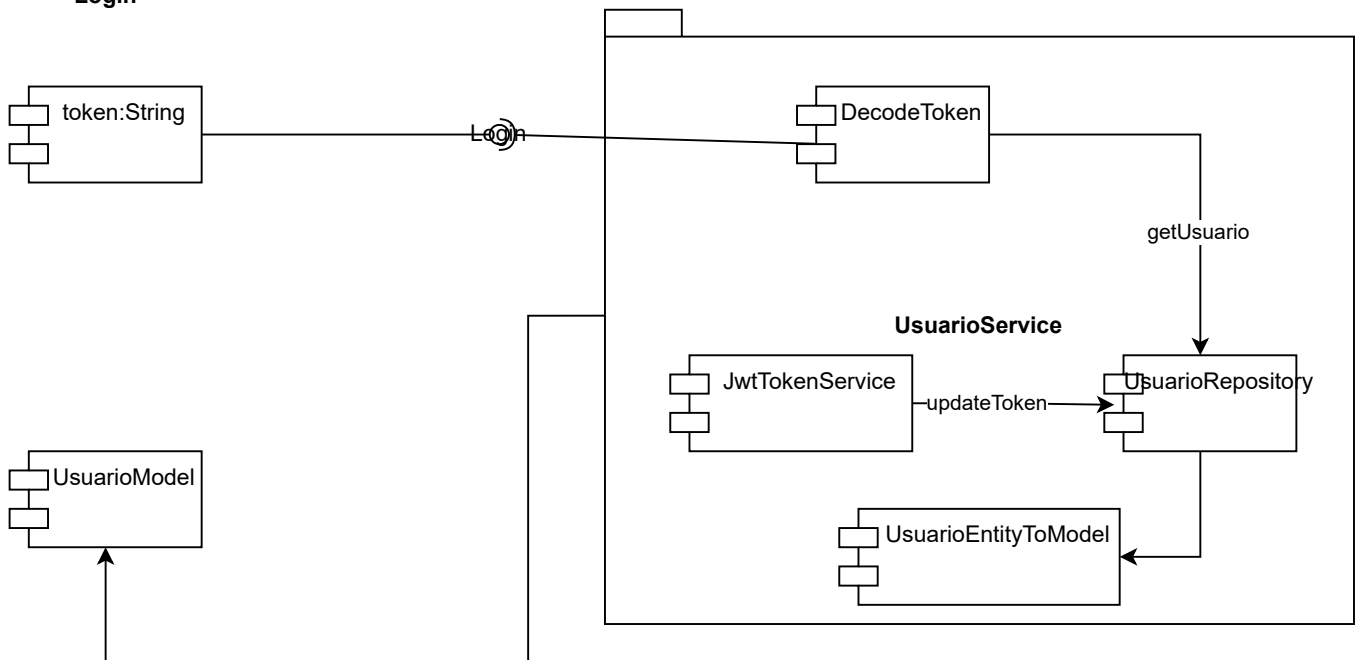 Login
token:String
Login
DecodeToken
getUsuario
UsuarioService
JwtTokenService
updateToken
UsuarioRepository
UsuarioModel
UsuarioEntityToModel